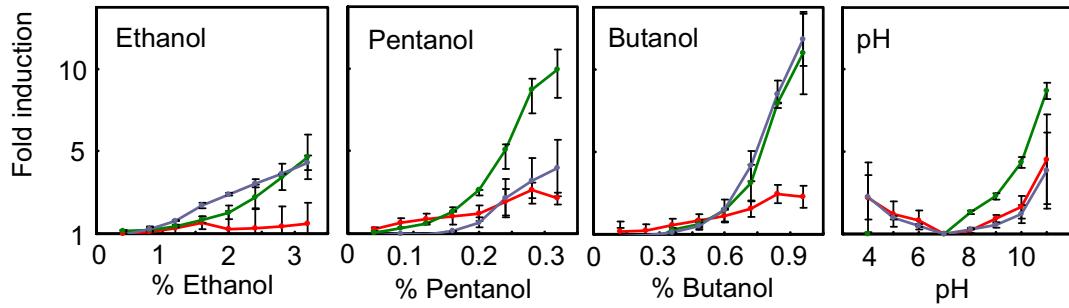 Ethanol Pentanol Butanol pH
Fold induction
10
5
1
0 1 2 3 0 0.1 0.2 0.3 0 0.3 0.6 0.9 4 6 8 10
% Ethanol % Pentanol % Butanol pH